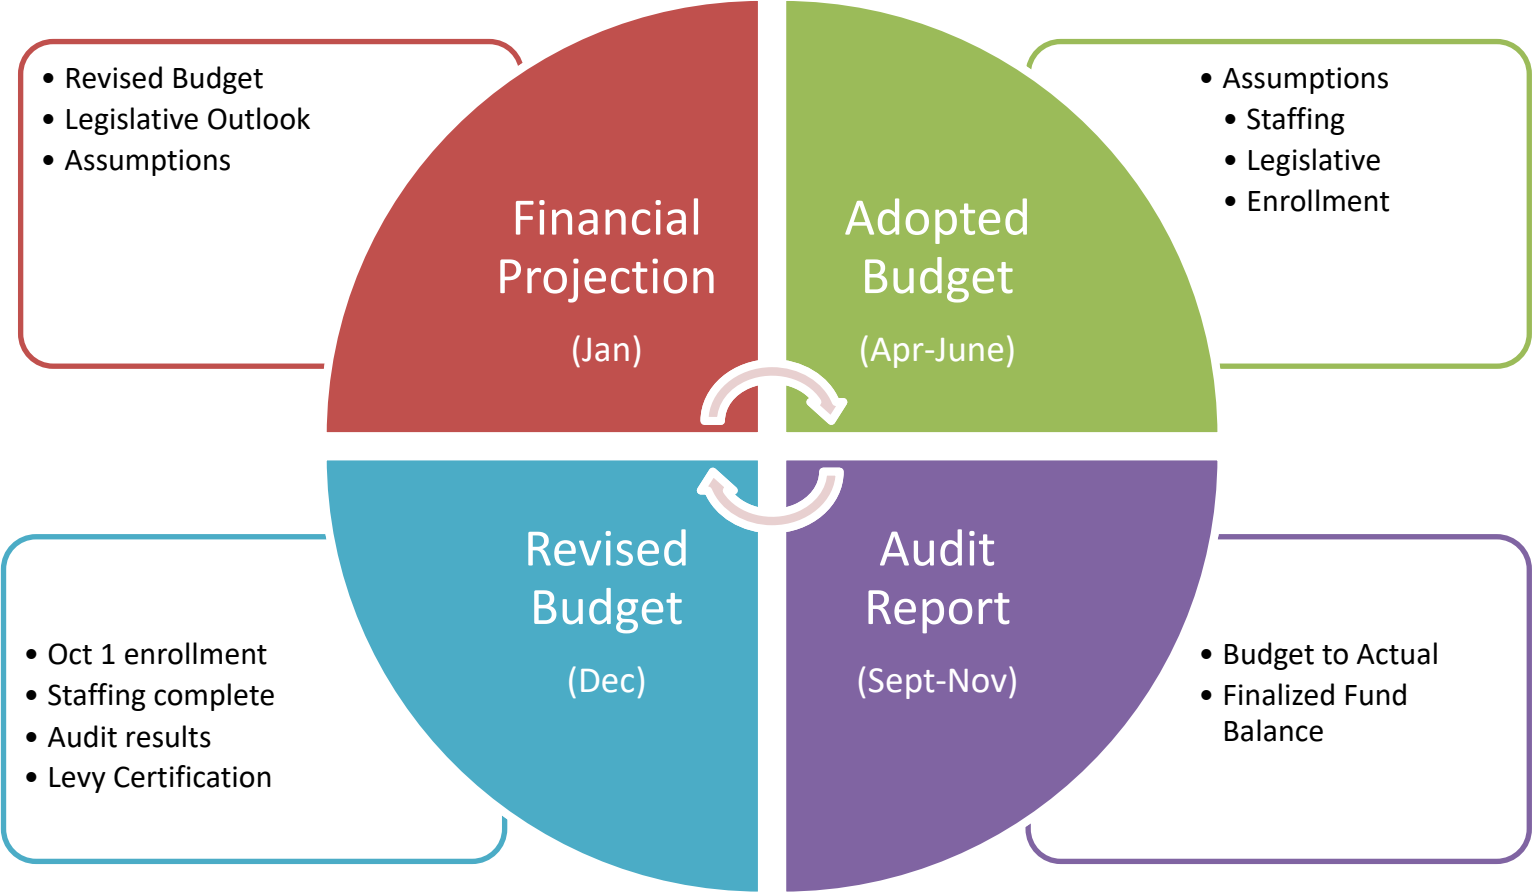 • Revised Budget
• Legislative Outlook
• Assumptions
Financial
Projection
(Jan)
Adopted
Budget
(Apr-June)
• Assumptions
• Staffing
• Legislative
• Enrollment
• Oct 1 enrollment
• Staffing complete
• Audit results
• Levy Certification
Revised
Budget
(Dec)
Audit
Report
(Sept-Nov)
• Budget to Actual
• Finalized Fund
Balance